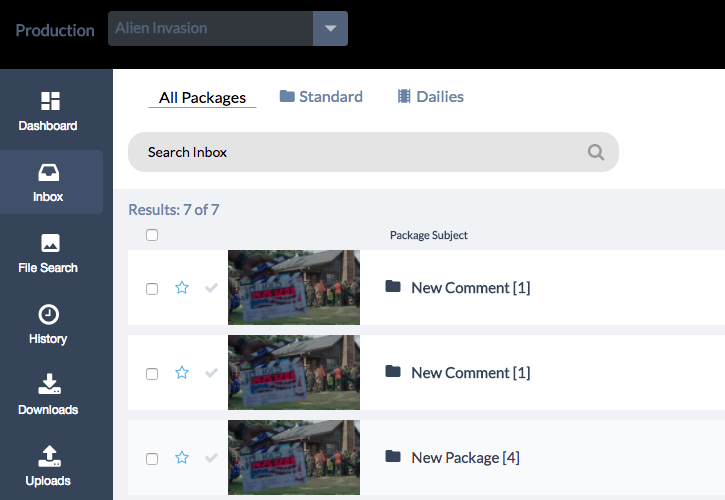 Production
Alien Invasion
Dashboard
Inbox
File Search
History
Downloads
Uploads
All Packages
Standard
Dailies
Search Inbox
Results: 7 of 7
Package Subject
New Comment [1]
New Comment [1]
New Package [4]